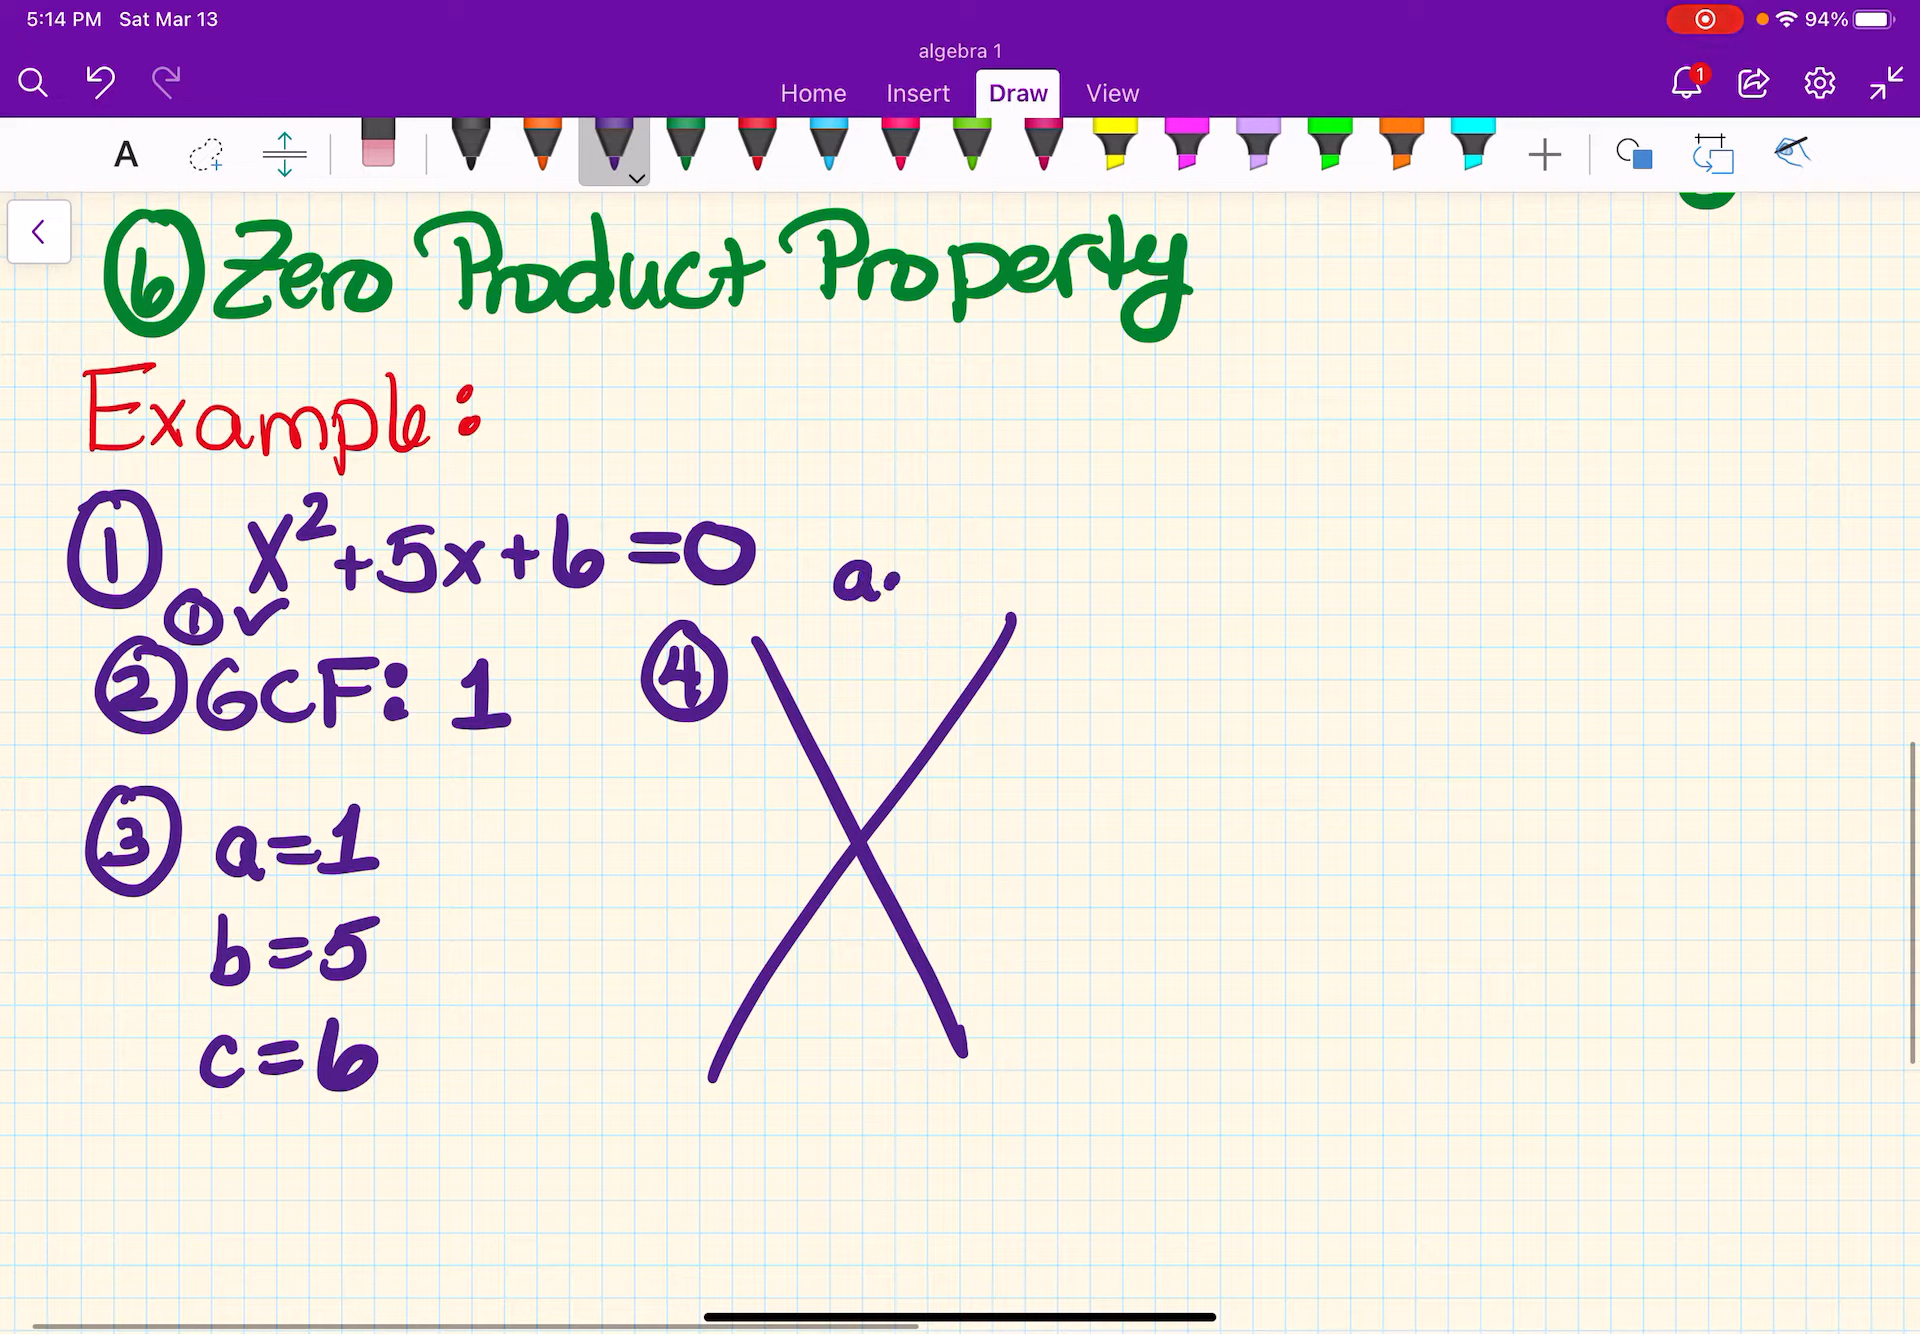 5:14 PM Sat Mar 13
94%
algebra 1
Home Insert Draw View
1
A
⑥ Zero Product Property
Example:
① x²+5x+6=0 a·
① ✓
② GCF: 1 ④
③ a=1
b=5
c=6